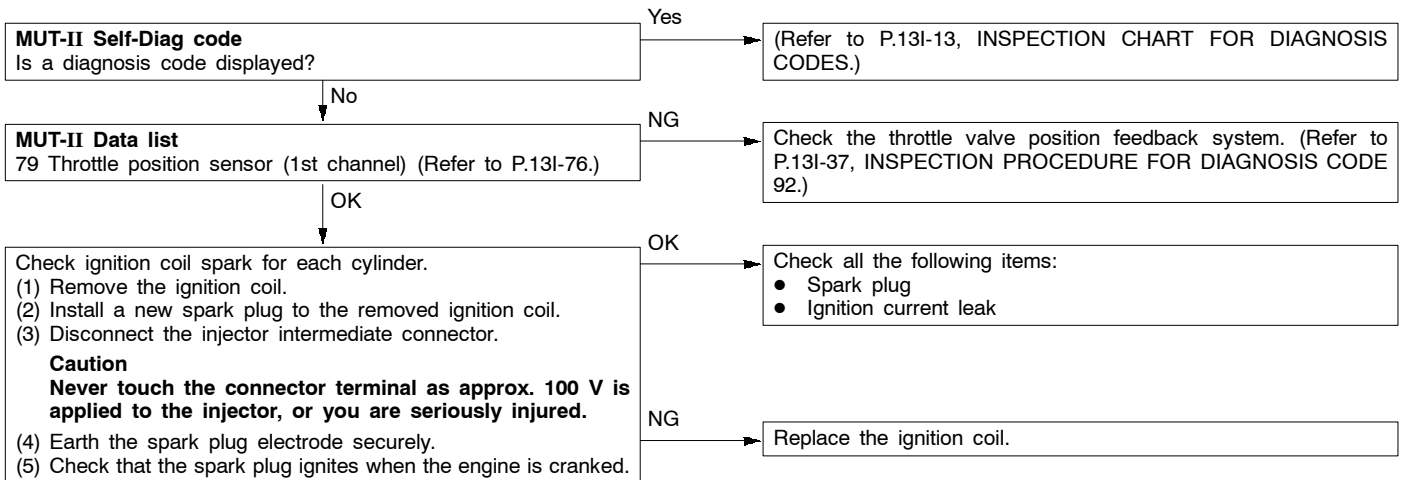 MUT-II Self-Diag code
Is a diagnosis code displayed?
Yes
(Refer to P.13I-13, INSPECTION CHART FOR DIAGNOSIS
CODES.)
No
MUT-II Data list
79 Throttle position sensor (1st channel) (Refer to P.13I-76.)
NG
Check the throttle valve position feedback system. (Refer to
P.13I-37, INSPECTION PROCEDURE FOR DIAGNOSIS CODE
92.)
OK
Check ignition coil spark for each cylinder.
(1) Remove the ignition coil.
(2) Install a new spark plug to the removed ignition coil.
(3) Disconnect the injector intermediate connector.
Caution
Never touch the connector terminal as approx. 100 V is
applied to the injector, or you are seriously injured.
(4) Earth the spark plug electrode securely.
(5) Check that the spark plug ignites when the engine is cranked.
OK
Check all the following items:
● Spark plug
● Ignition current leak
NG
Replace the ignition coil.